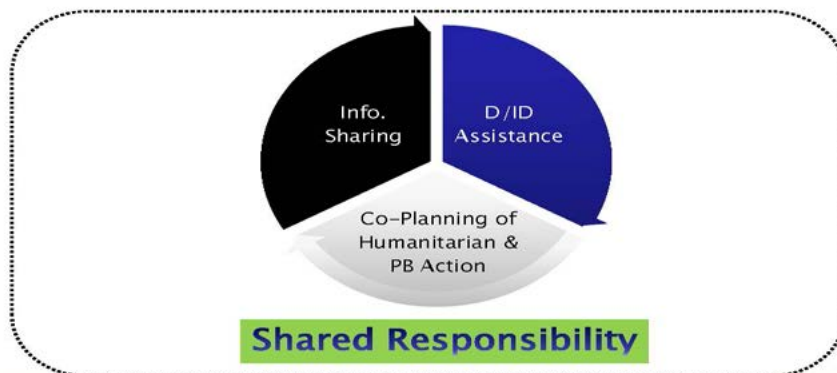 Info.
Sharing
D/ID
Assistance
Co-Planning of
Humanitarian &
PB Action
Shared Responsibility